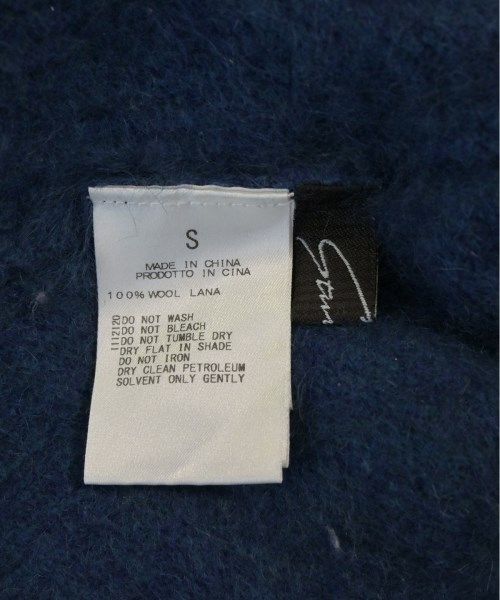 S
MADE IN CHINA
PRODOTTO IN CINA
100% WOOL LANA
DO NOT WASH
DO NOT BLEACH
DO NOT TUMBLE DRY
DRY FLAT IN SHADE
DO NOT IRON
DRY CLEAN PETROLEUM
SOLVENT ONLY GENTLY